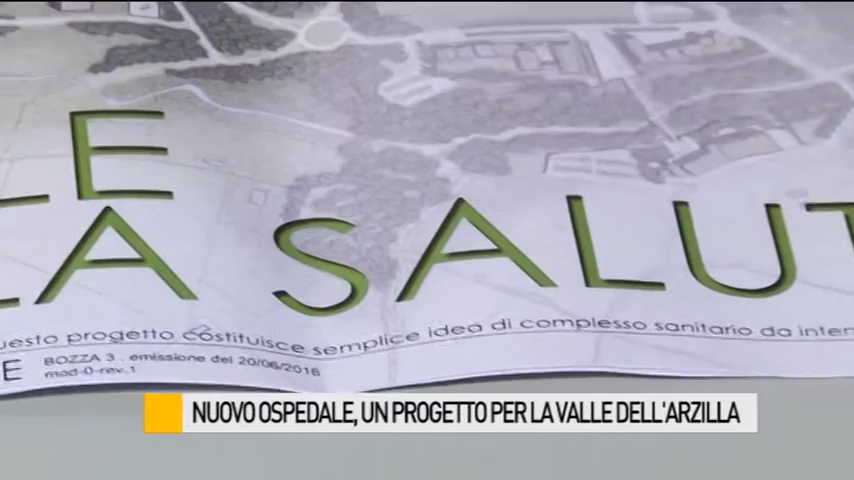 LE
LA SALUT
questo progetto costituisce semplice idea di complesso sanitario da inter
E BOZZA 3 . emissione del 20/06/2016
mod-0-rev.1
NUOVO OSPEDALE, UN PROGETTO PER LA VALLE DELL'ARZILLA